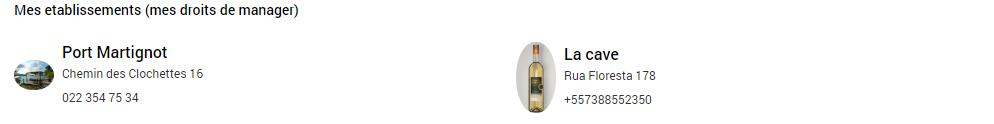 Mes etablissements (mes droits de manager)
Port Martignot
Chemin des Clochettes 16
022 354 75 34
La cave
Rua Floresta 178
+557388552350